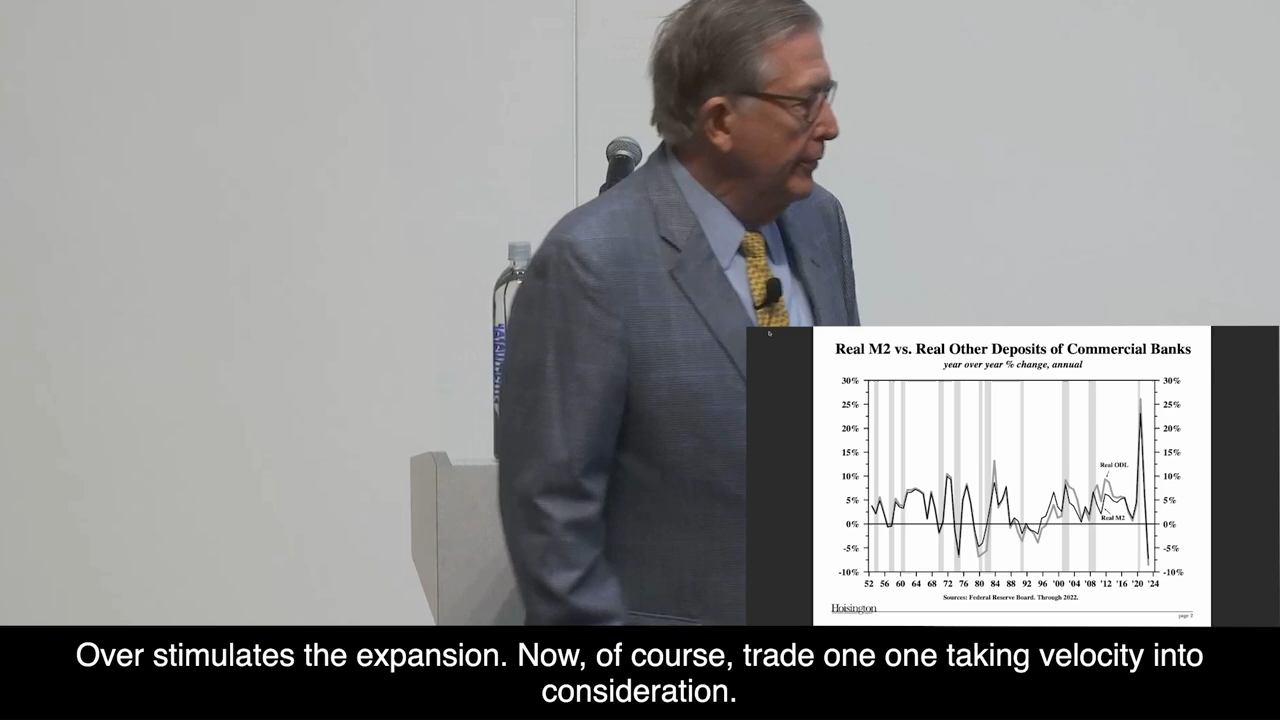 Real M2 vs. Real Other Deposits of Commercial Banks
year over year % change, annual
30% 30%
25% 25%
20% 20%
15% 15%
Real ODL
10% 10%
5% 5%
Real M2
0% 0%
-5% -5%
-10% -10%
52 56 60 64 68 72 76 80 84 88 92 96 '00 '04 '08 '12 '16 '20 '24
Sources: Federal Reserve Board. Through 2022.
Hoisington
page 2
Over stimulates the expansion. Now, of course, trade one one taking velocity into
consideration.